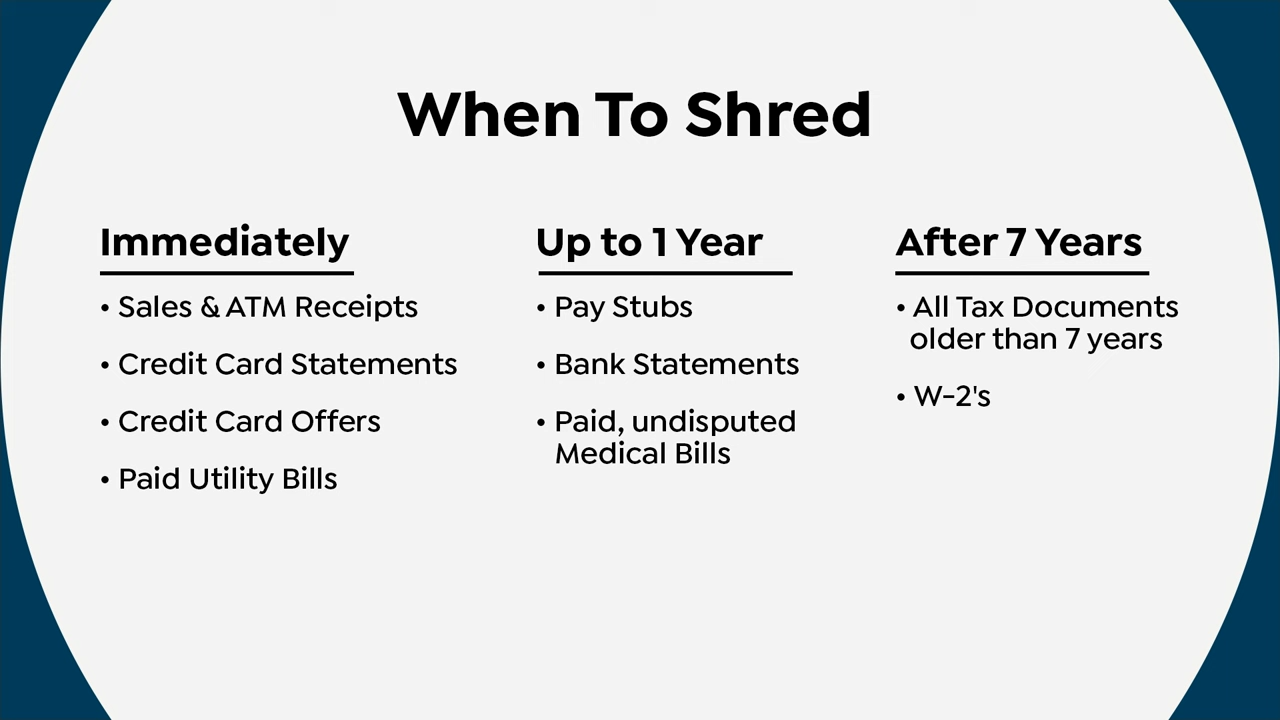 When To Shred
Immediately
• Sales & ATM Receipts
• Credit Card Statements
• Credit Card Offers
• Paid Utility Bills
Up to 1 Year
• Pay Stubs
• Bank Statements
• Paid, undisputed
Medical Bills
After 7 Years
• All Tax Documents
older than 7 years
• W-2's